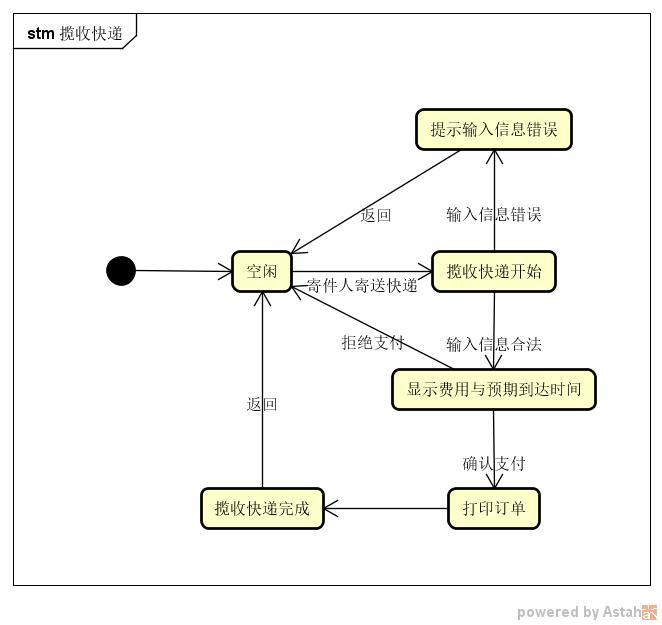 stm 揽收快递
提示输入信息错误
返回
输入信息错误
空闲
揽收快递开始
寄件人寄送快递
拒绝支付
输入信息合法
显示费用与预期到达时间
返回
确认支付
揽收快递完成
打印订单
powered by Astah